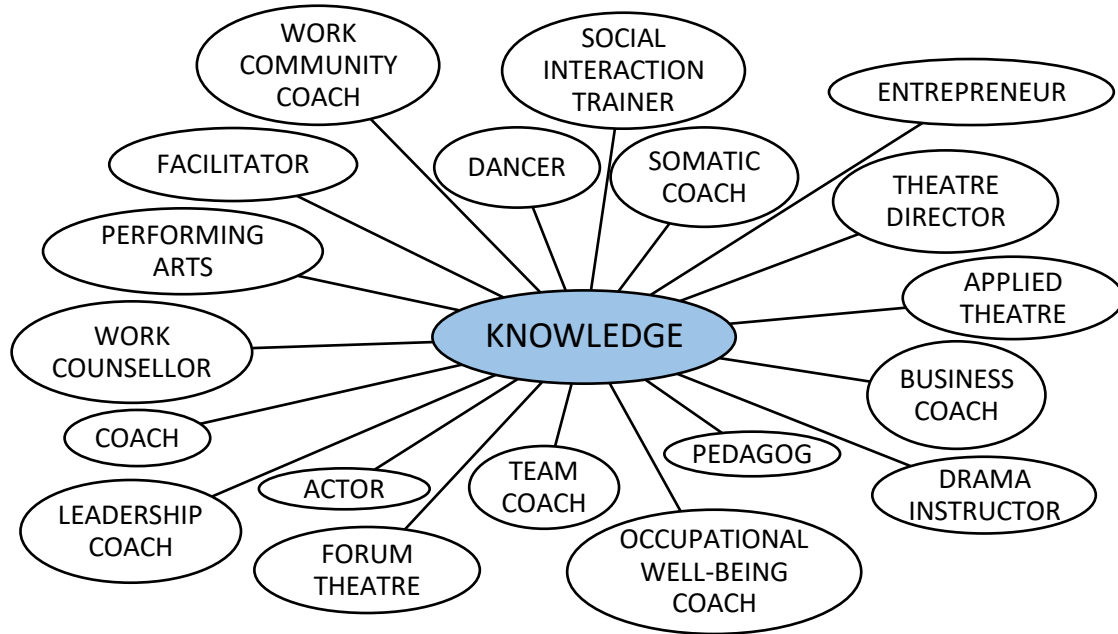 WORK
COMMUNITY
COACH
SOCIAL
INTERACTION
TRAINER
ENTREPRENEUR
FACILITATOR
DANCER
SOMATIC
COACH
THEATRE
DIRECTOR
PERFORMING
ARTS
APPLIED
THEATRE
KNOWLEDGE
WORK
COUNSELLOR
BUSINESS
COACH
COACH
PEDAGOG
LEADERSHIP
COACH
ACTOR
TEAM
COACH
DRAMA
INSTRUCTOR
FORUM
THEATRE
OCCUPATIONAL
WELL-BEING
COACH